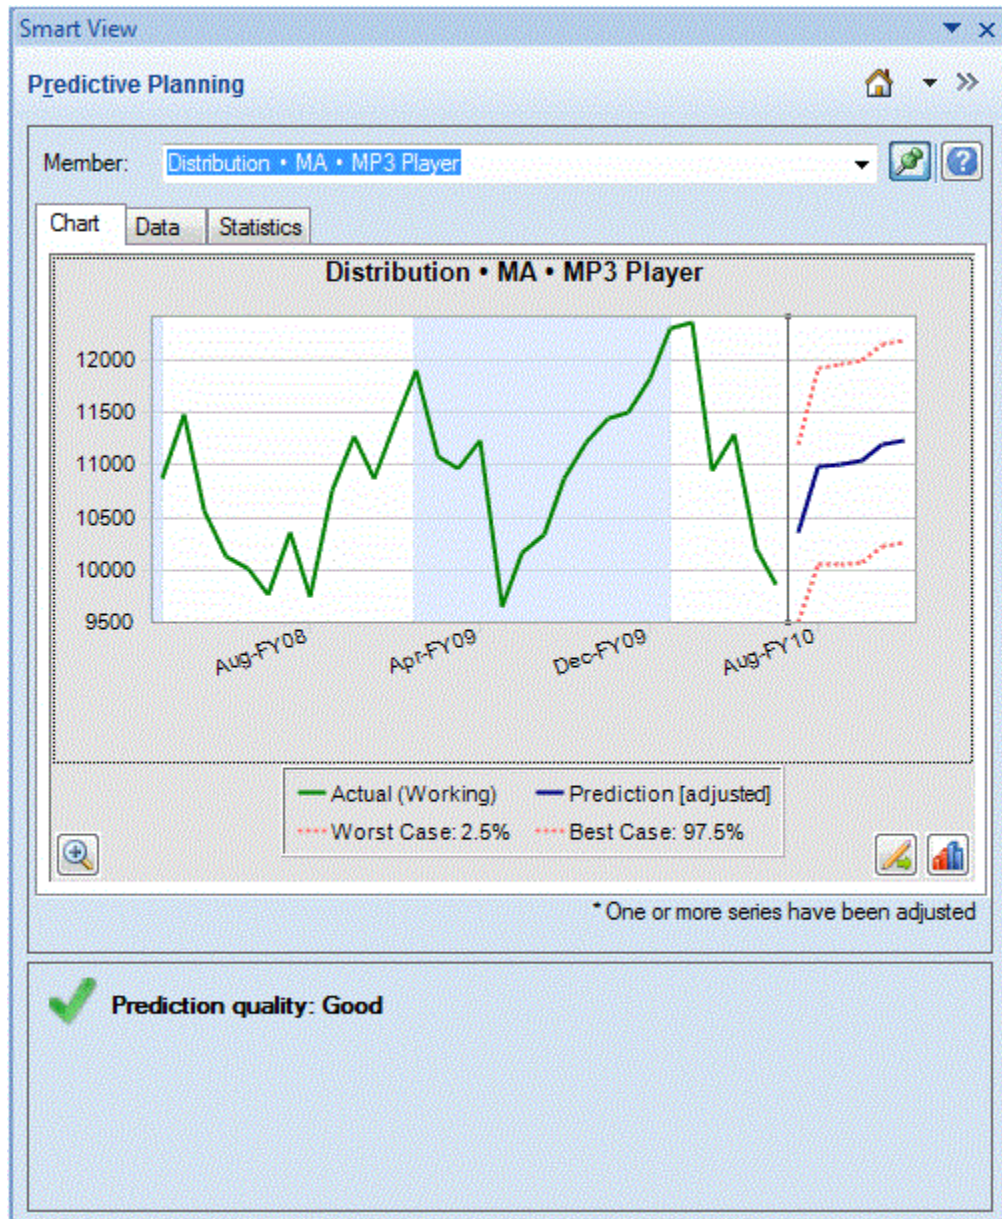 Smart View
Predictive Planning
Member: Distribution • MA • MP3 Player
Chart Data Statistics
Distribution • MA • MP3 Player
12000
11500
11000
10500
10000
9500
Aug-FY08 Apr-FY09 Dec-FY09 Aug-FY10
Actual (Working) Prediction [adjusted]
Worst Case: 2.5% Best Case: 97.5%
* One or more series have been adjusted
Prediction quality: Good